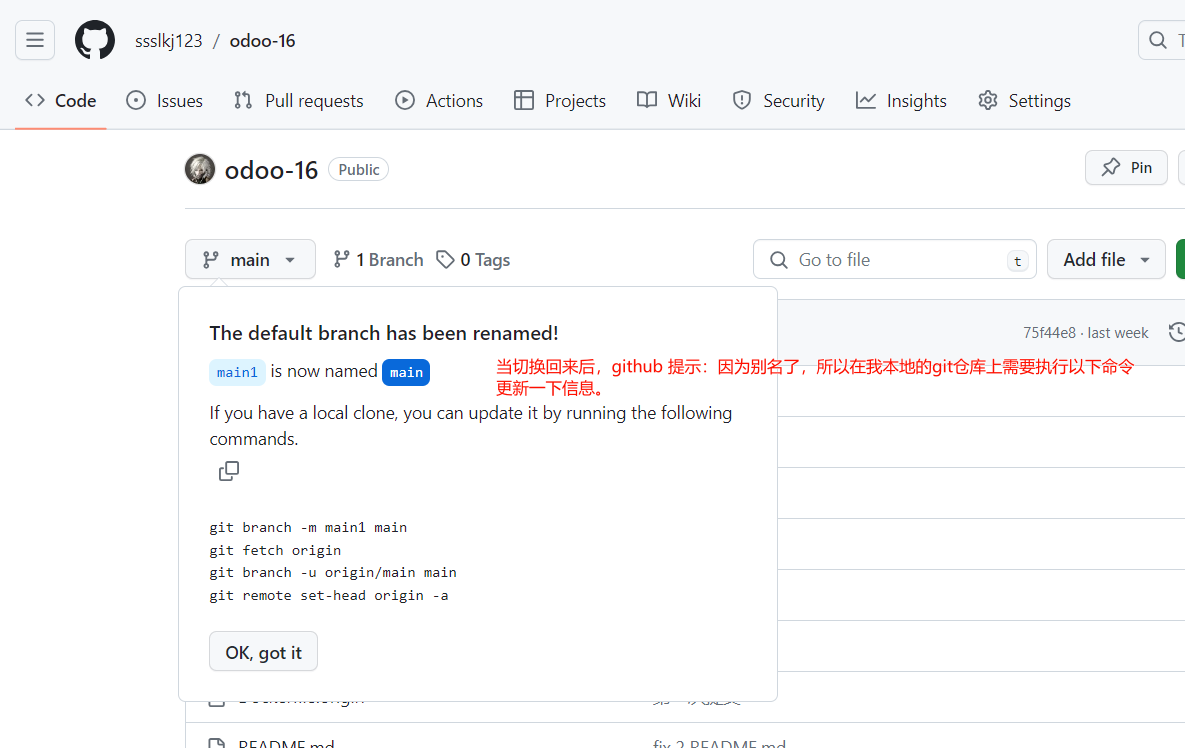 ssslkj123 / odoo-16
Code Issues Pull requests Actions Projects Wiki Security Insights Settings
odoo-16 Public Pin
main 1 Branch 0 Tags Go to file t Add file
The default branch has been renamed!
main1 is now named main
当切换回来后，github 提示：因为别名了，所以在我本地的git仓库上需要执行以下命令
更新一下信息。
75f44e8 · last week
If you have a local clone, you can update it by running the following
commands.
git branch -m main1 main
git fetch origin
git branch -u origin/main main
git remote set-head origin -a
OK, got it
README.md fix 2 README.md